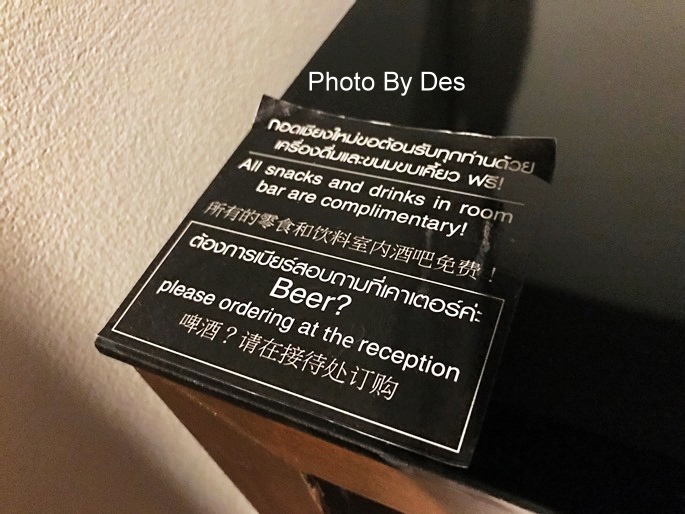 Photo By Des
ทอดเชียงใหม่ขอต้อนรับทุกท่านด้วย
เครื่องดื่มและขนมขบเคี้ยว ฟรี!
All snacks and drinks in room
bar are complimentary!
所有的零食和饮料室内酒吧免费！
ต้องการเบียร์สอบถามที่เคาเตอร์ค่ะ
Beer?
please ordering at the reception
啤酒？请在接待处订购